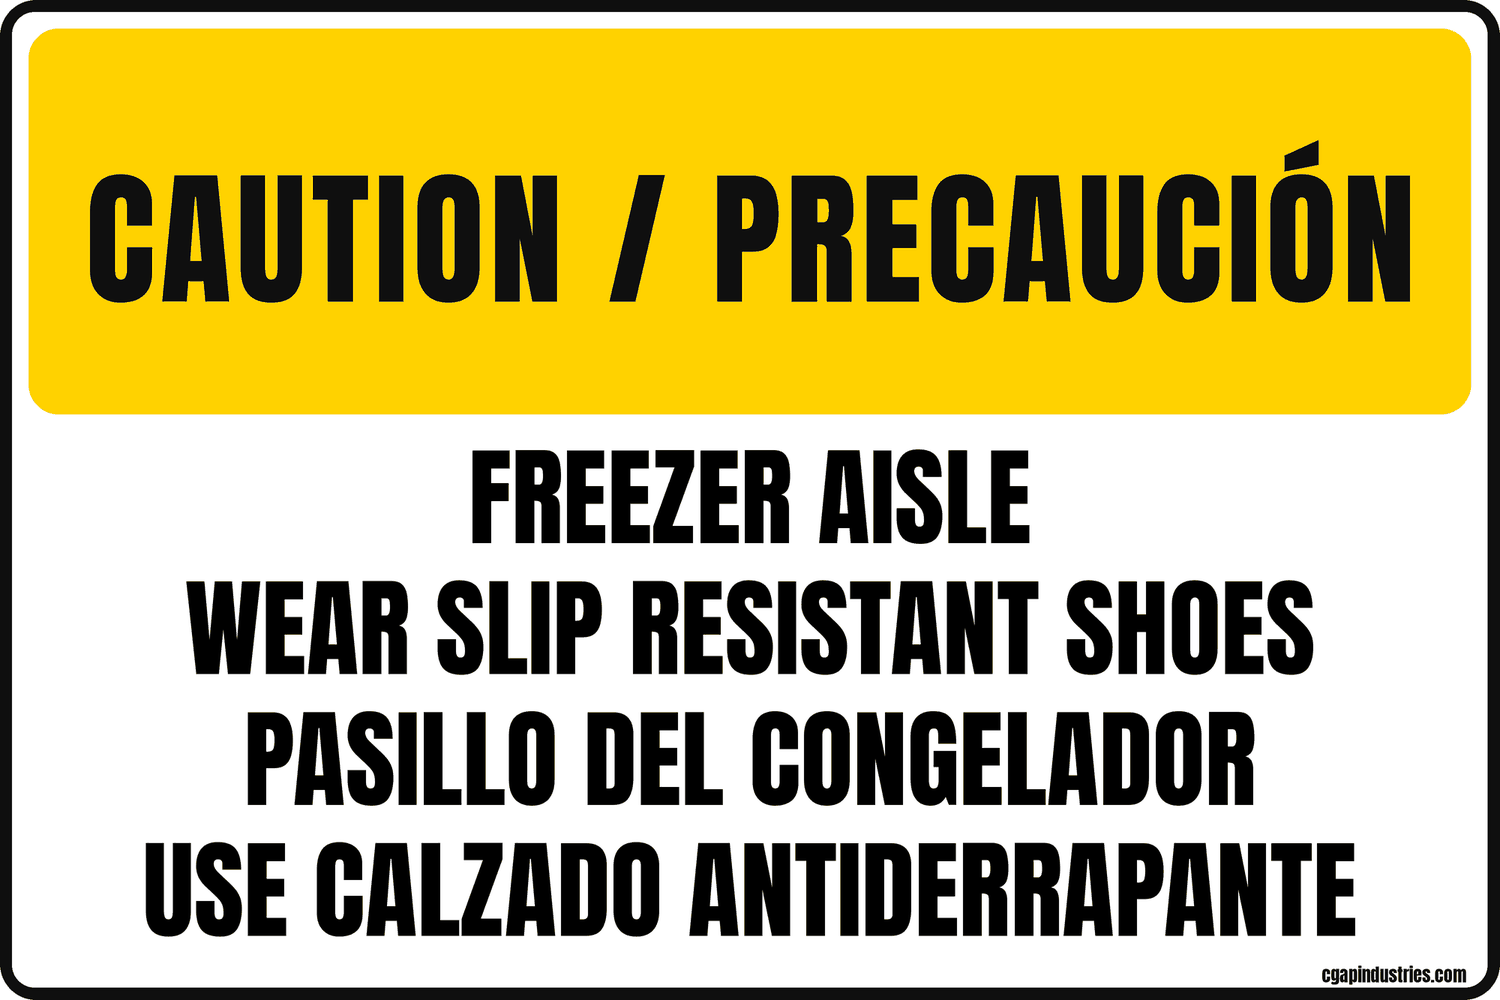 CAUTION / PRECAUCIÓN
FREEZER AISLE
WEAR SLIP RESISTANT SHOES
PASILLO DEL CONGELADOR
USE CALZADO ANTIDERRAPANTE
cgapindustries.com